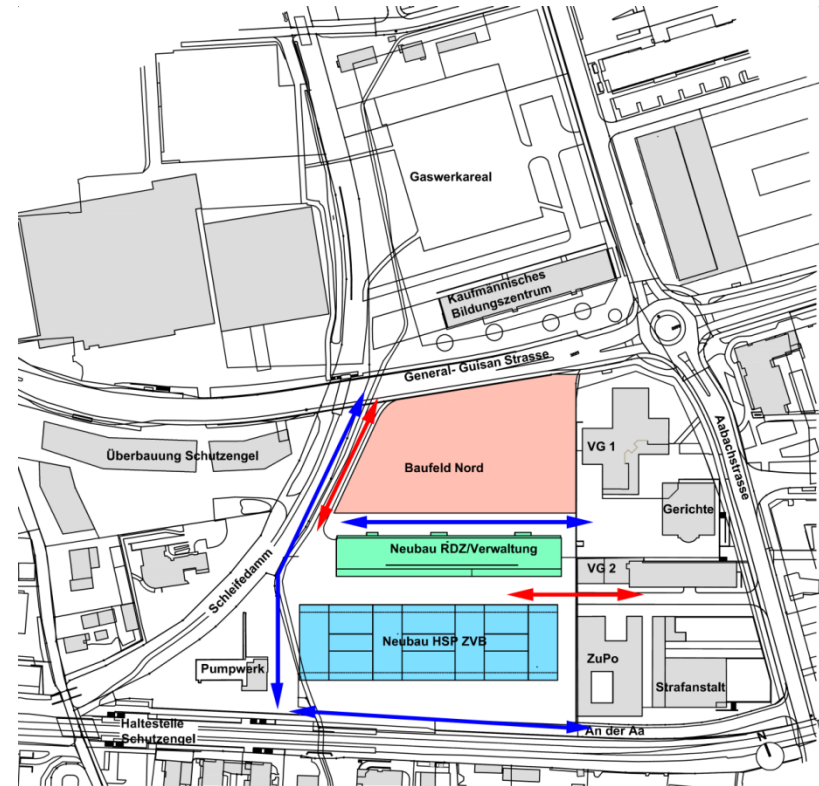 Gaswerkareal
Kaufmännisches
Bildungszentrum
General- Guisan Strasse
Aabachstrasse
VG 1
Überbauung Schutzengel
Baufeld Nord
Gerichte
Neubau RDZ/Verwaltung
VG 2
Schleifedamm
Neubau HSP ZVB
ZuPo
Pumpwerk
Strafanstalt
Haltestelle
Schutzengel
An der Aa
N